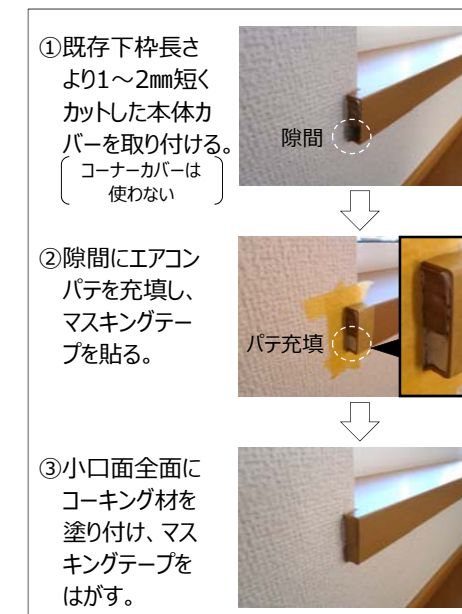 ①既存下枠長さ
より1～2㎜短く
カットした本体カ
バーを取り付ける。
コーナーカバーは
使わない
隙間
②隙間にエアコン
パテを充填し、
マスキングテー
プを貼る。
パテ充填
③小口面全面に
コーキング材を
塗り付け、マス
キングテープを
はがす。